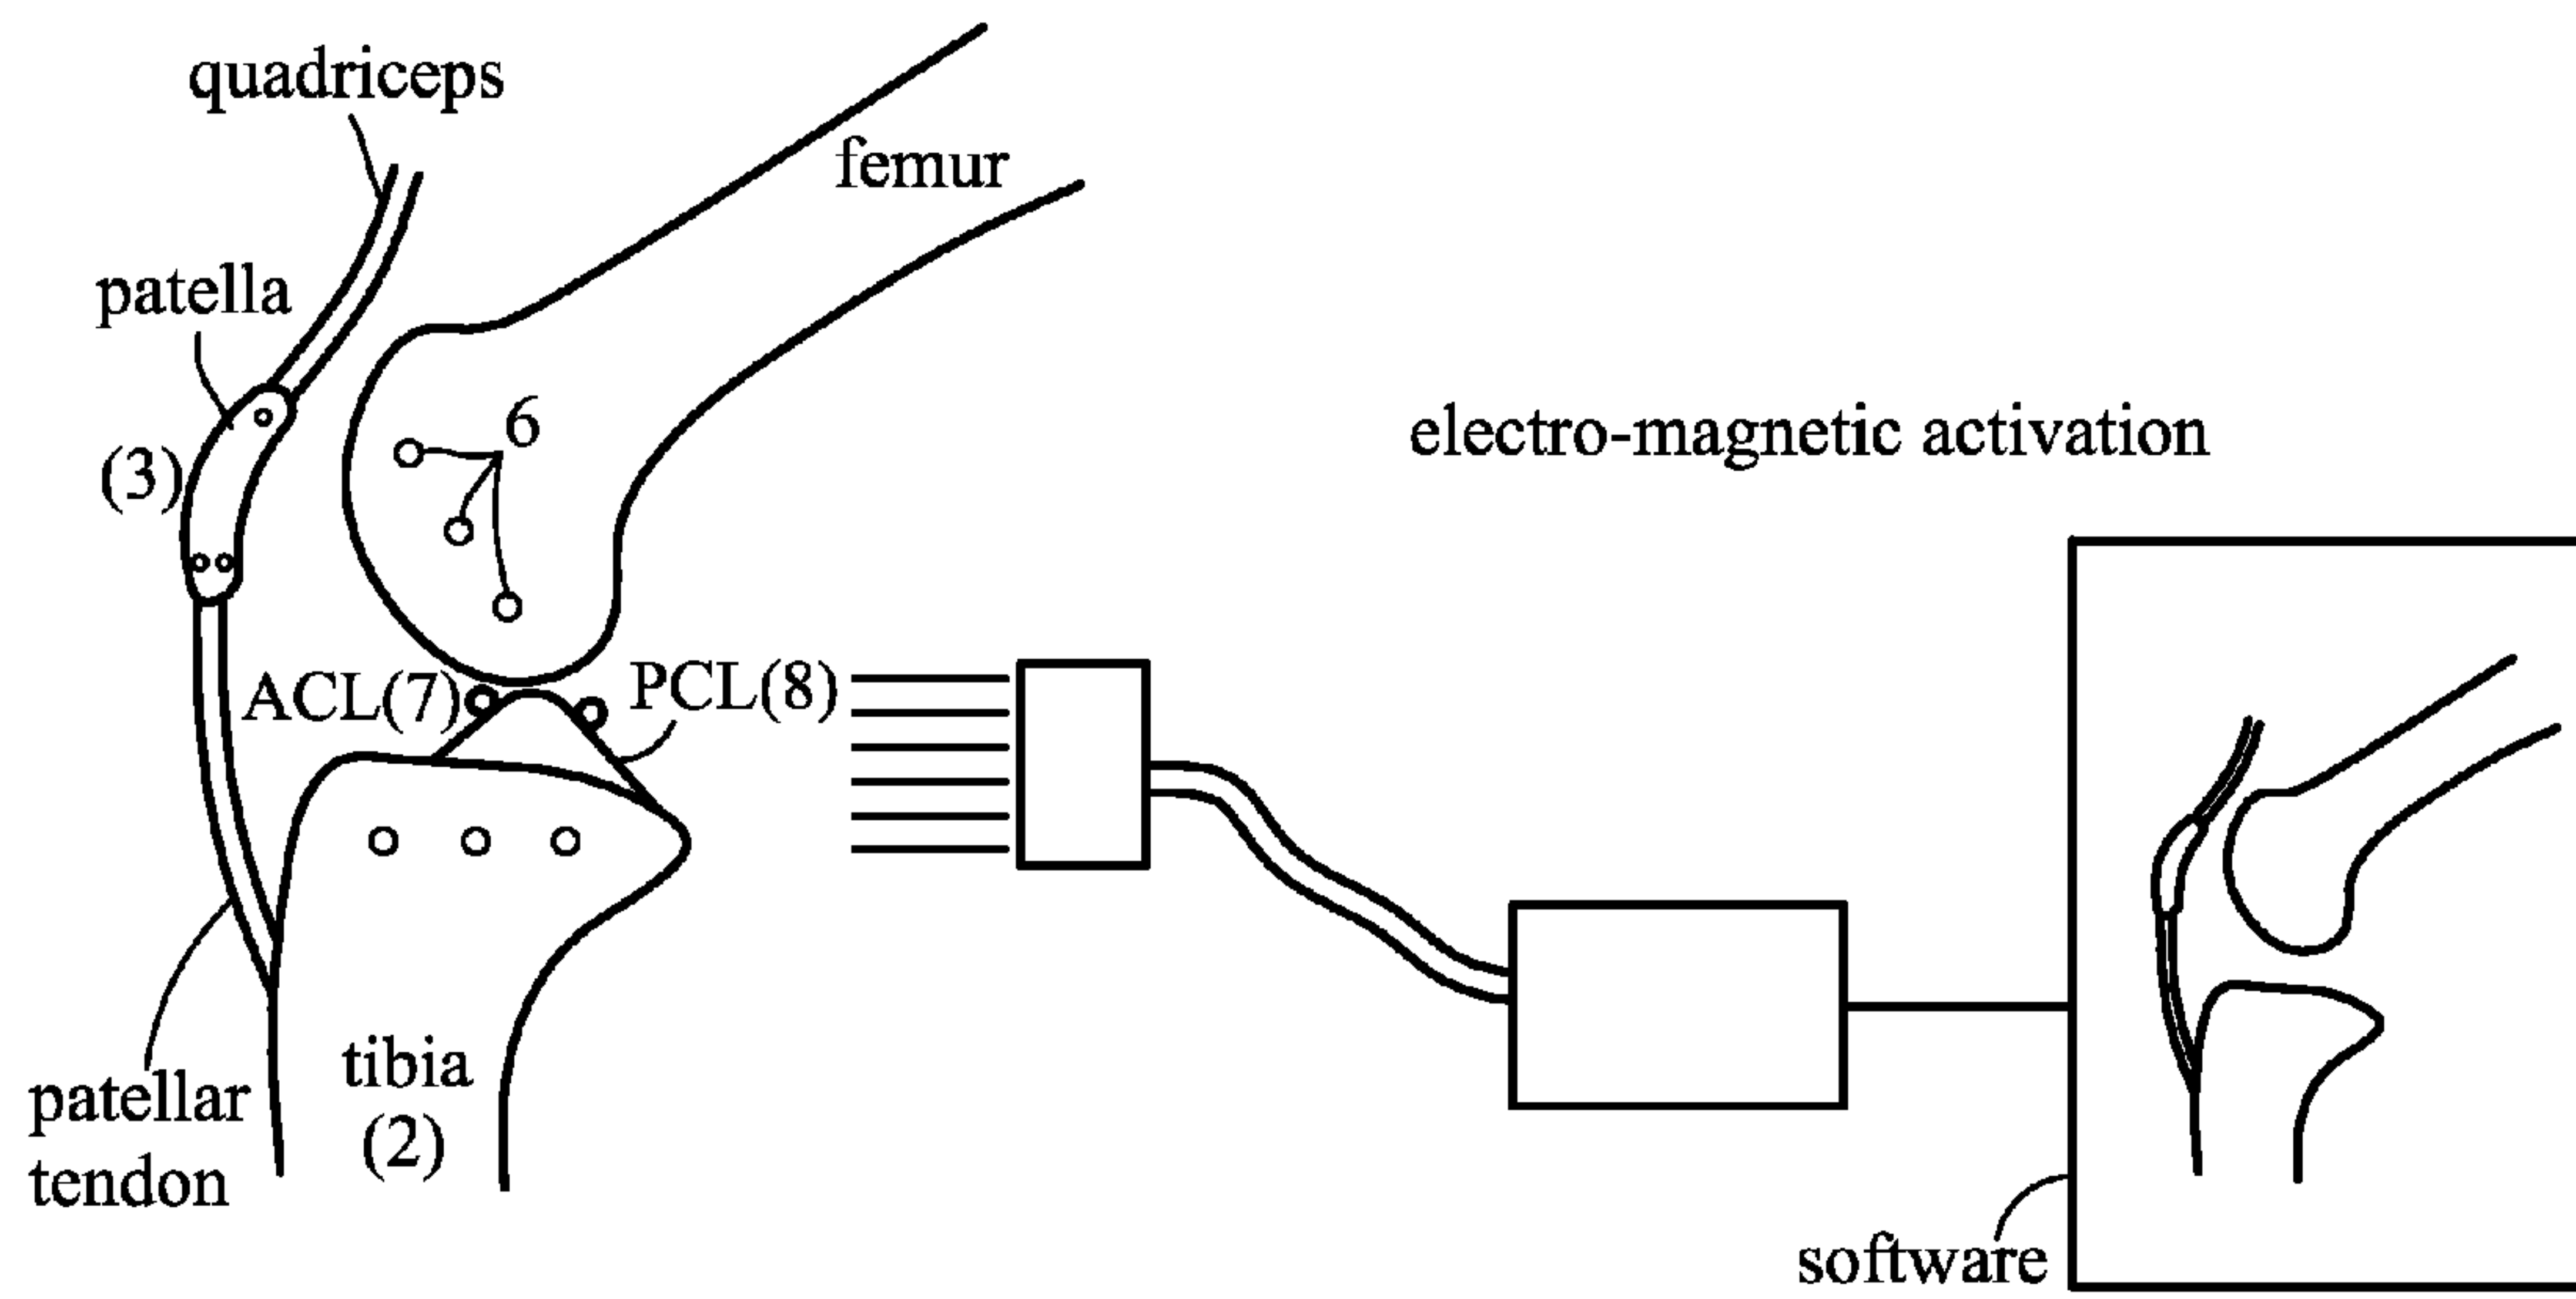 quadriceps
femur
patella
(3)
6
electro-magnetic activation
ACL(7)
PCL(8)
tibia
(2)
patellar
tendon
software